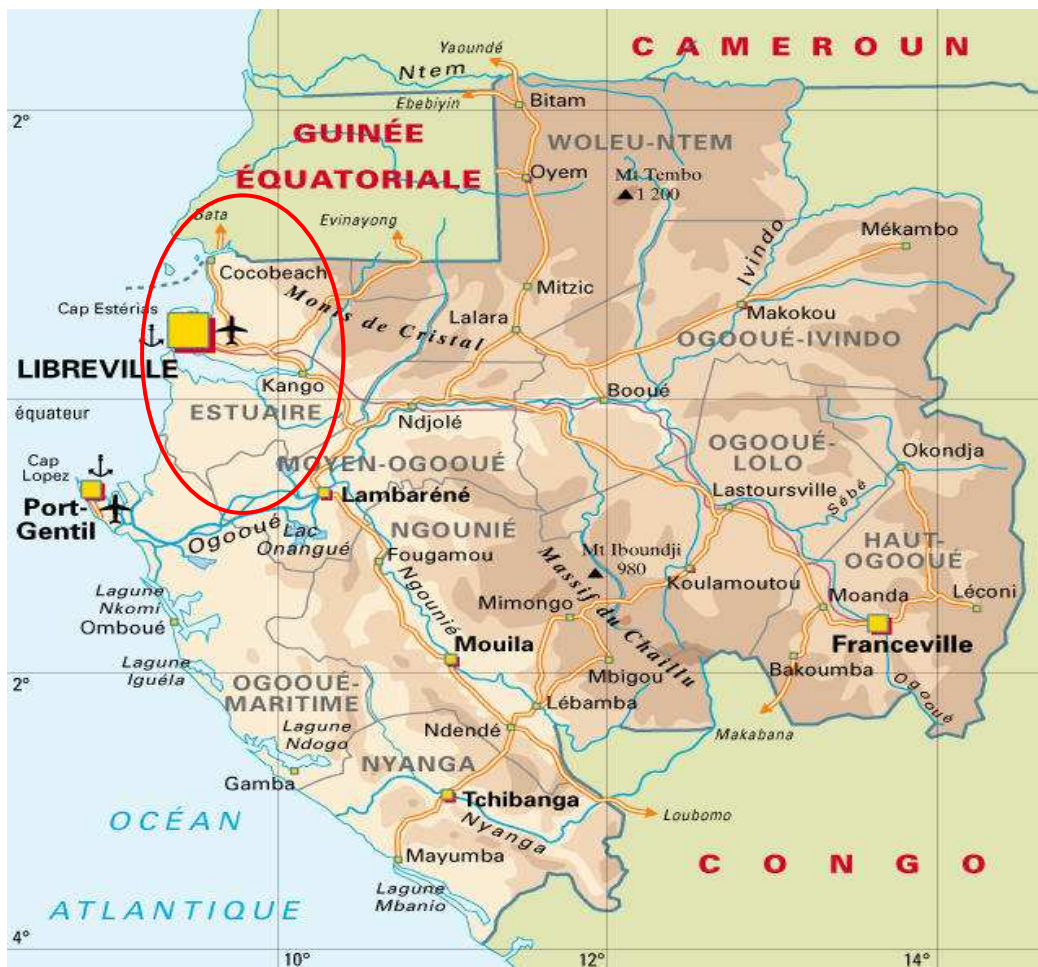 CAMEROUN
Yaoundé
Ntem
Ebebiyin
Bitam
2°
GUINÉE
ÉQUATORIALE
WOLEU-NTEM
Oyem
Mt Tembo
1 200
Bata
Evinayong
Ivindo
Mékambo
Cocobeach
Monts de Cristal
Mitzic
Cap Estérias
Lalara
Makokou
OGOOUÉ-IVINDO
LIBREVILLE
Kango
Booué
équateur
ESTUAIRE
Ndjolé
Cap
Lopez
MOYEN-OGOOUÉ
OGOOUÉ-
LOLO
Okondja
Port-
Gentil
Lambaréné
Lastoursville
Sébé
Ogooué
Lac
Onangué
NGOUNIÉ
HAUT-
OGOOUÉ
Fougamou
Mt Iboundji
980
Massif du Chaillu
Koulamoutou
Moanda
Léconi
Lagune
Nkomi
Omboué
Ngounié
Mimongo
Franceville
Mouila
Mbigou
Bakoumba
Ogooué
2°
Lagune
Iguéla
OGOOUÉ-
MARITIME
Lébamba
Lagune
Ndogo
Ndendé
Makabana
NYANGA
Gamba
Tchibanga
Loubomo
OCÉAN
Nyanga
Mayumba
CONGO
Lagune
Mbanio
ATLANTIQUE
4°
10°
12°
14°